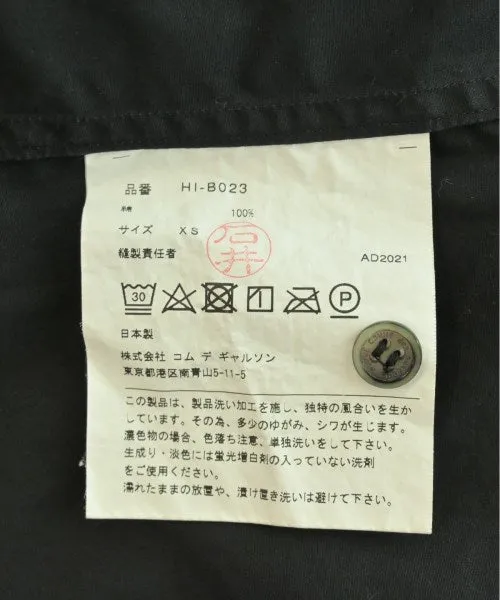 品番 HI-B023
綿 100%
サイズ XS
縫製責任者 石井 AD2021
30 P
日本製
株式会社 コム デ ギャルソン
東京都港区南青山5-11-5
この製品は、製品洗い加工を施し、独特の風合いを生か
しています。その為、多少のゆがみ、シワが生じます。
濃色物の場合、色落ち注意、単独洗いをして下さい。
生成り・淡色には蛍光増白剤の入っていない洗剤
をご使用ください。
濡れたままの放置や、漬け置き洗いは避けて下さい。